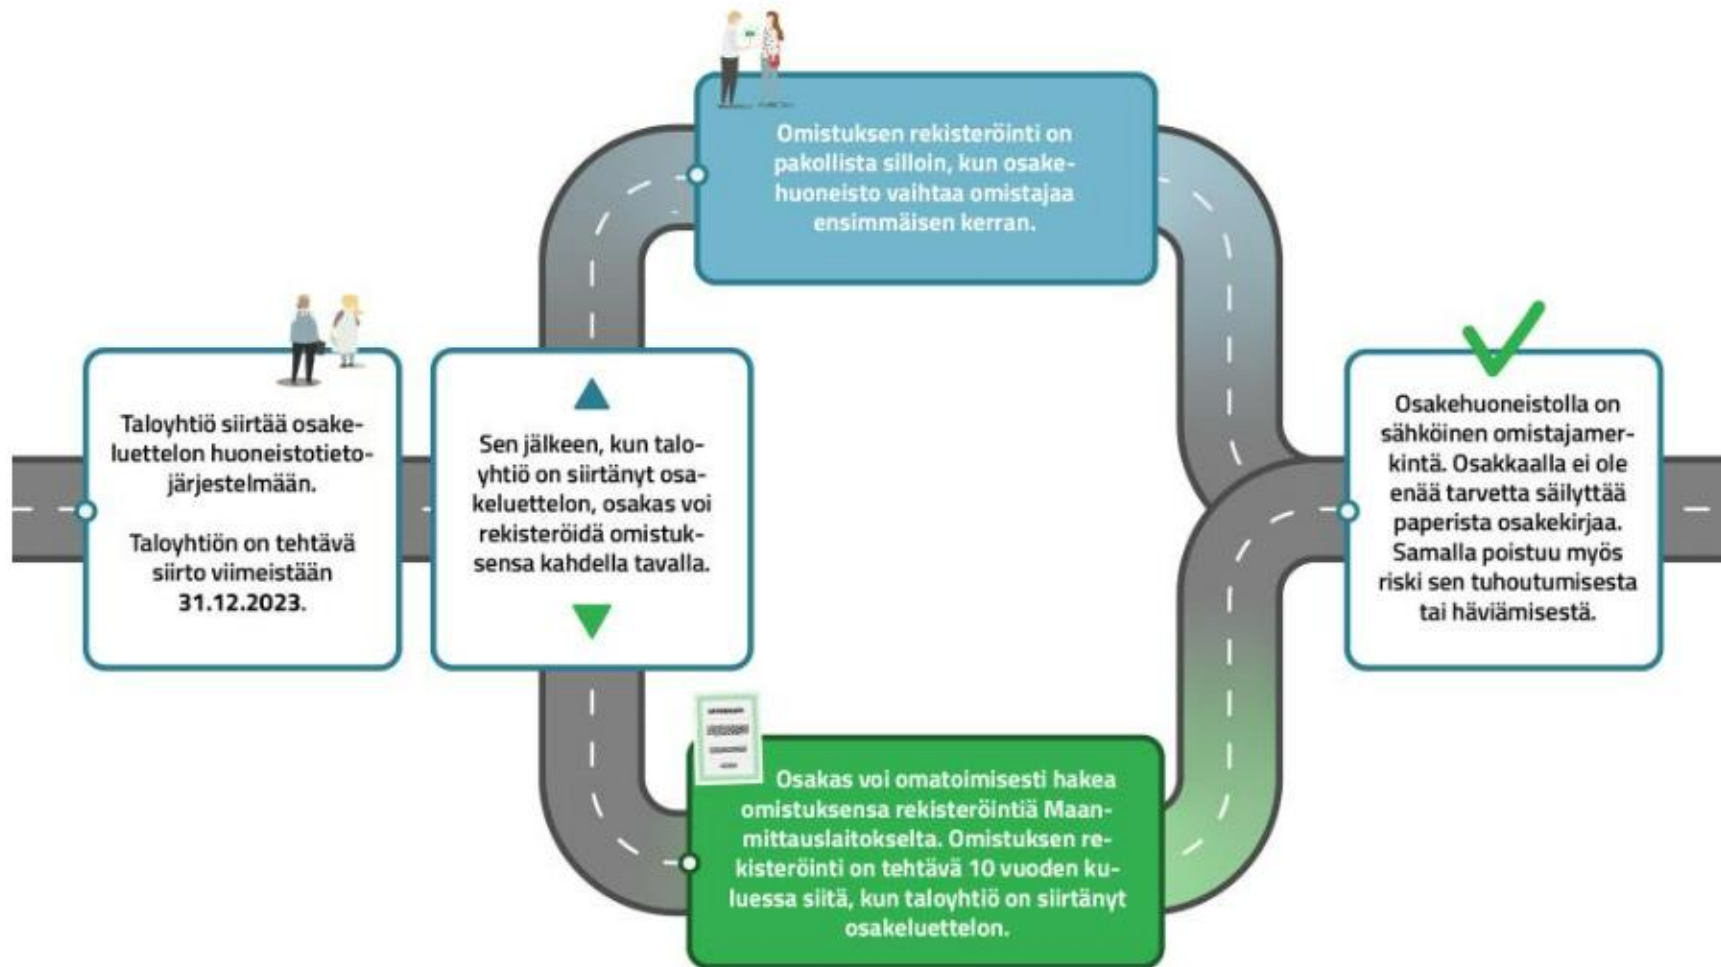 Taloyhtiö siirtää osake-
luettelon huoneistotieto-
järjestelmään.
Taloyhtiön on tehtävä
siirto viimeistään
31.12.2023.
Sen jälkeen, kun talo-
yhtiö on siirtänyt osa-
keluettelon, osakas voi
rekisteröidä omistuk-
sensa kahdella tavalla.
Omistuksen rekisteröinti on
pakollista silloin, kun osake-
huoneisto vaihtaa omistajaa
ensimmäisen kerran.
Osakas voi omatoimisesti hakea
omistuksensa rekisteröintiä Maan-
mittauslaitokselta. Omistuksen re-
kisteröinti on tehtävä 10 vuoden ku-
luessa siitä, kun taloyhtiö on siirtänyt
osakeluettelon.
Osakehuoneistolla on
sähköinen omistajamer-
kintä. Osakkaalla ei ole
enää tarvetta säilyttää
paperista osakekirjaa.
Samalla poistuu myös
riski sen tuhoutumisesta
tai häviämisestä.